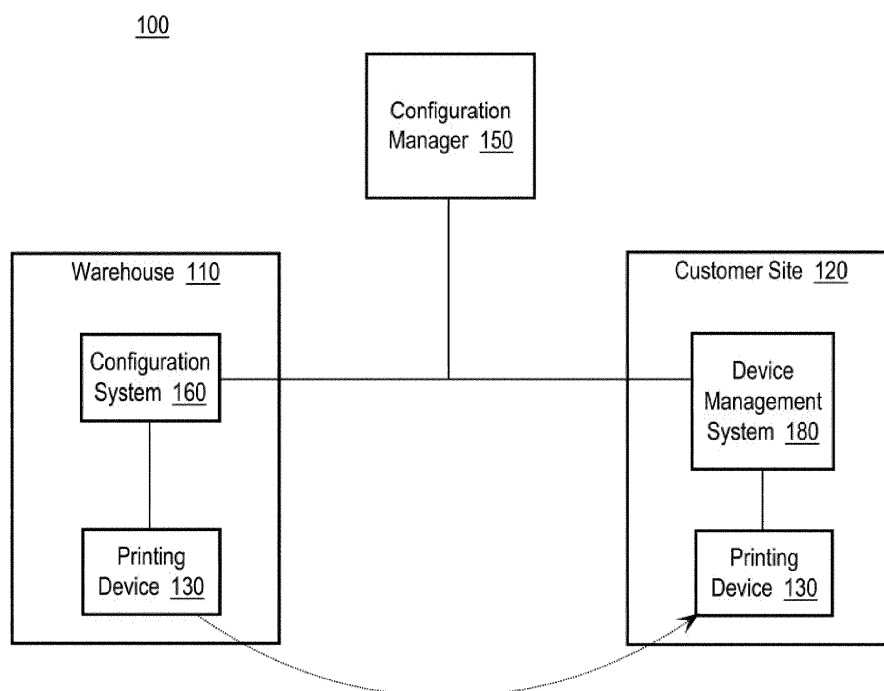 100
Configuration
Manager 150
Warehouse 110
Customer Site 120
Configuration
System 160
Device
Management
System 180
Printing
Device 130
Printing
Device 130